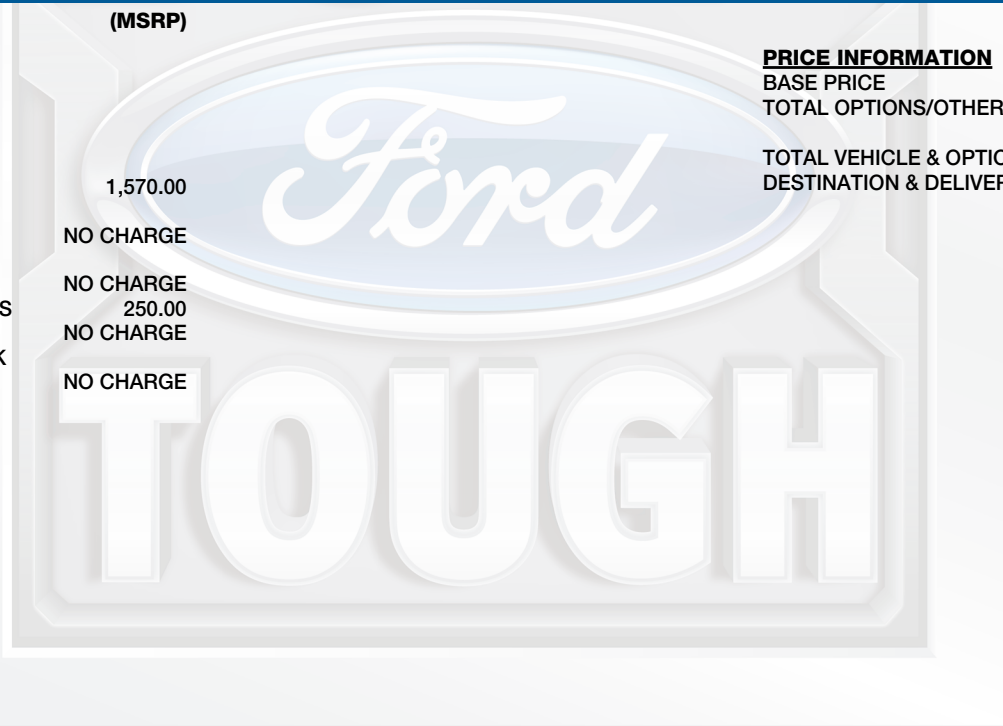 (MSRP)
1,570.00
NO CHARGE
NO CHARGE
S 250.00
NO CHARGE
K
NO CHARGE
PRICE INFORMATION
BASE PRICE
TOTAL OPTIONS/OTHER
TOTAL VEHICLE & OPTIO
DESTINATION & DELIVER
Ford
TOUGH